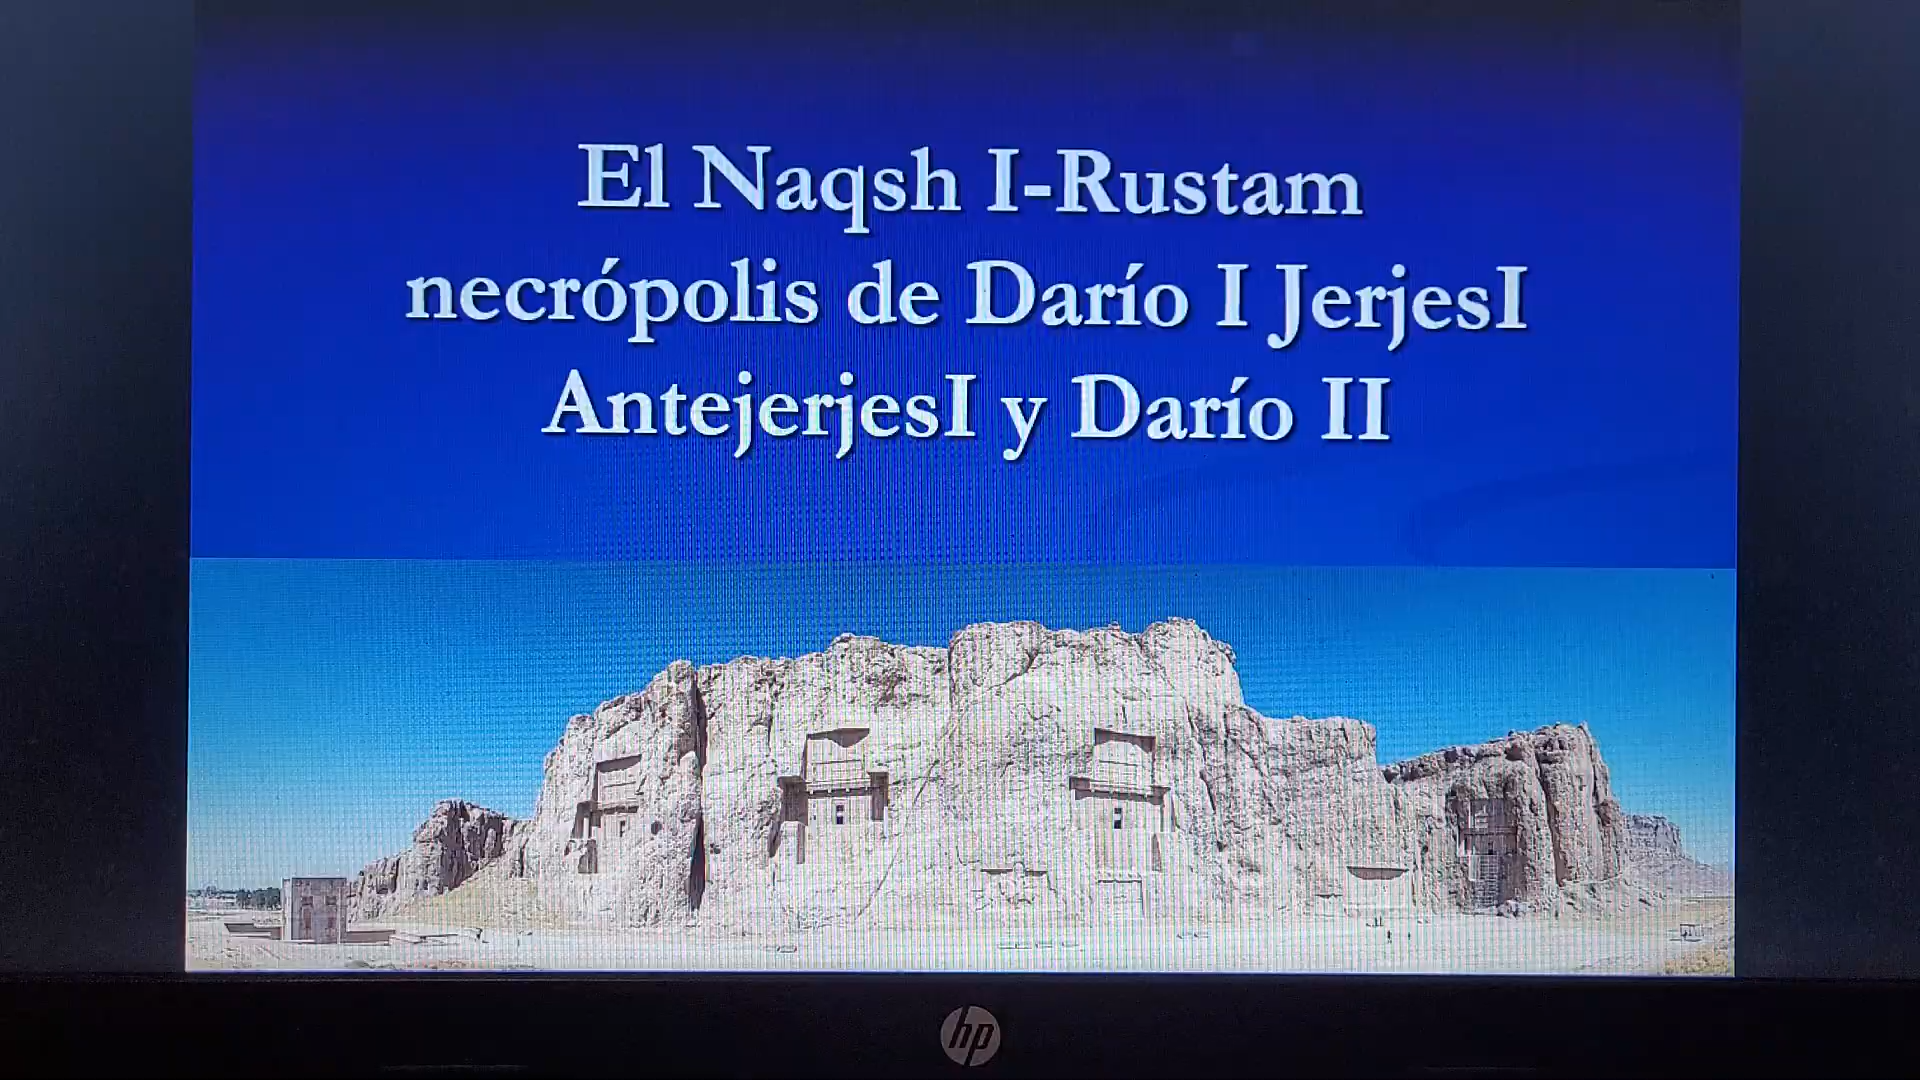 El Naqsh I-Rustam
necrópolis de Darío I JerjesI
AntejerjesI y Darío II
hp